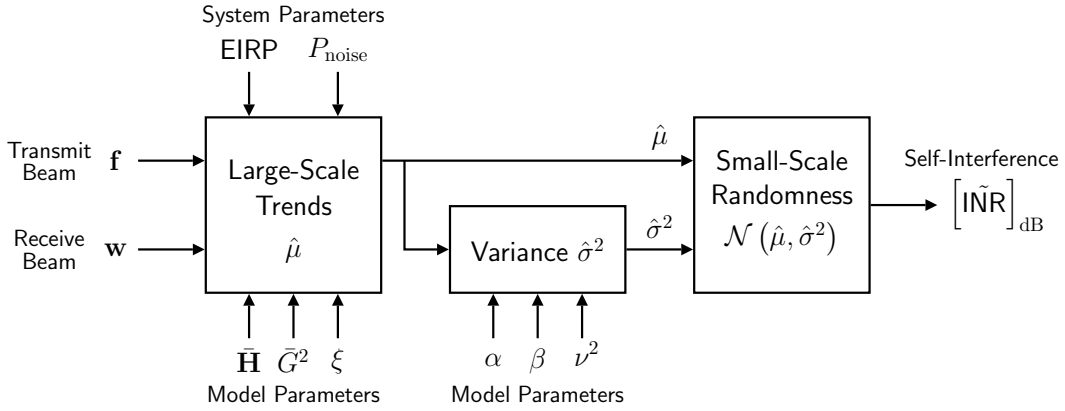 System Parameters
EIRP P_noise
Transmit Beam f
Receive Beam w
Large-Scale
Trends
μ̂
H̄ Ḡ² ξ
Model Parameters
μ̂
Variance σ̂²
σ̂²
α β ν²
Model Parameters
Small-Scale
Randomness
𝒩(μ̂, σ̂²)
Self-Interference
[INR̃]_dB